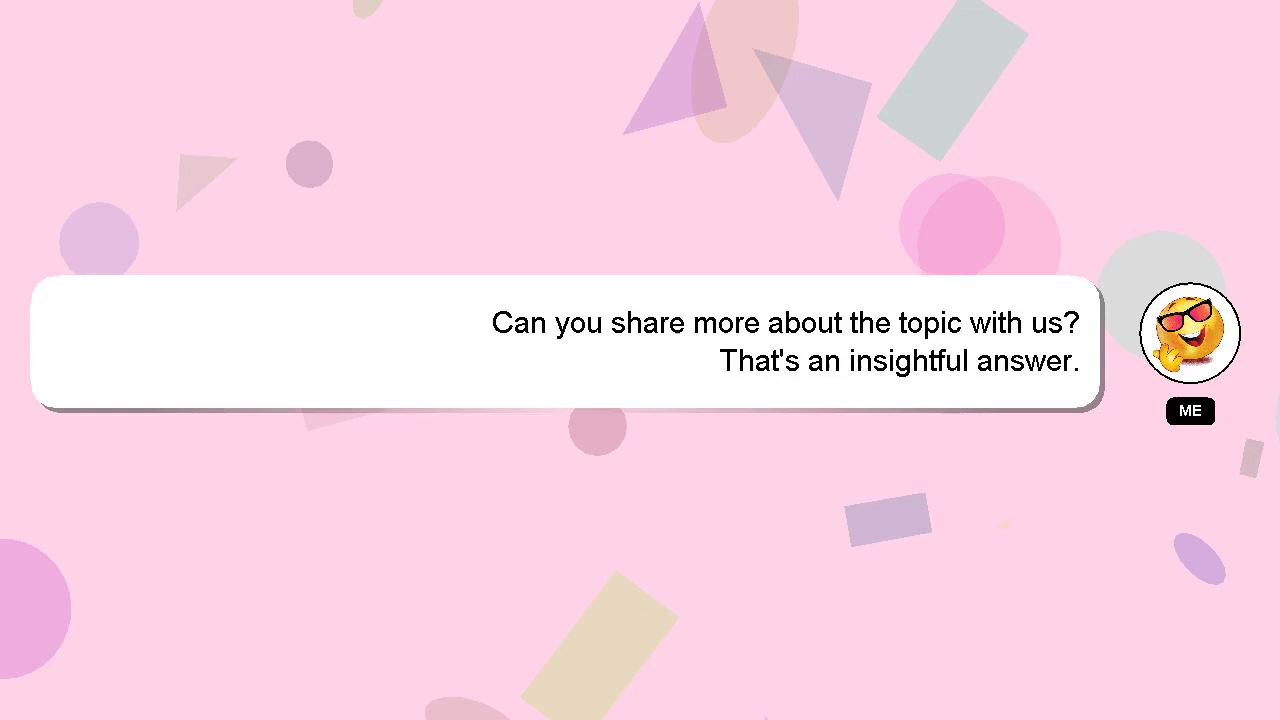 Can you share more about the topic with us?
That's an insightful answer.
ME